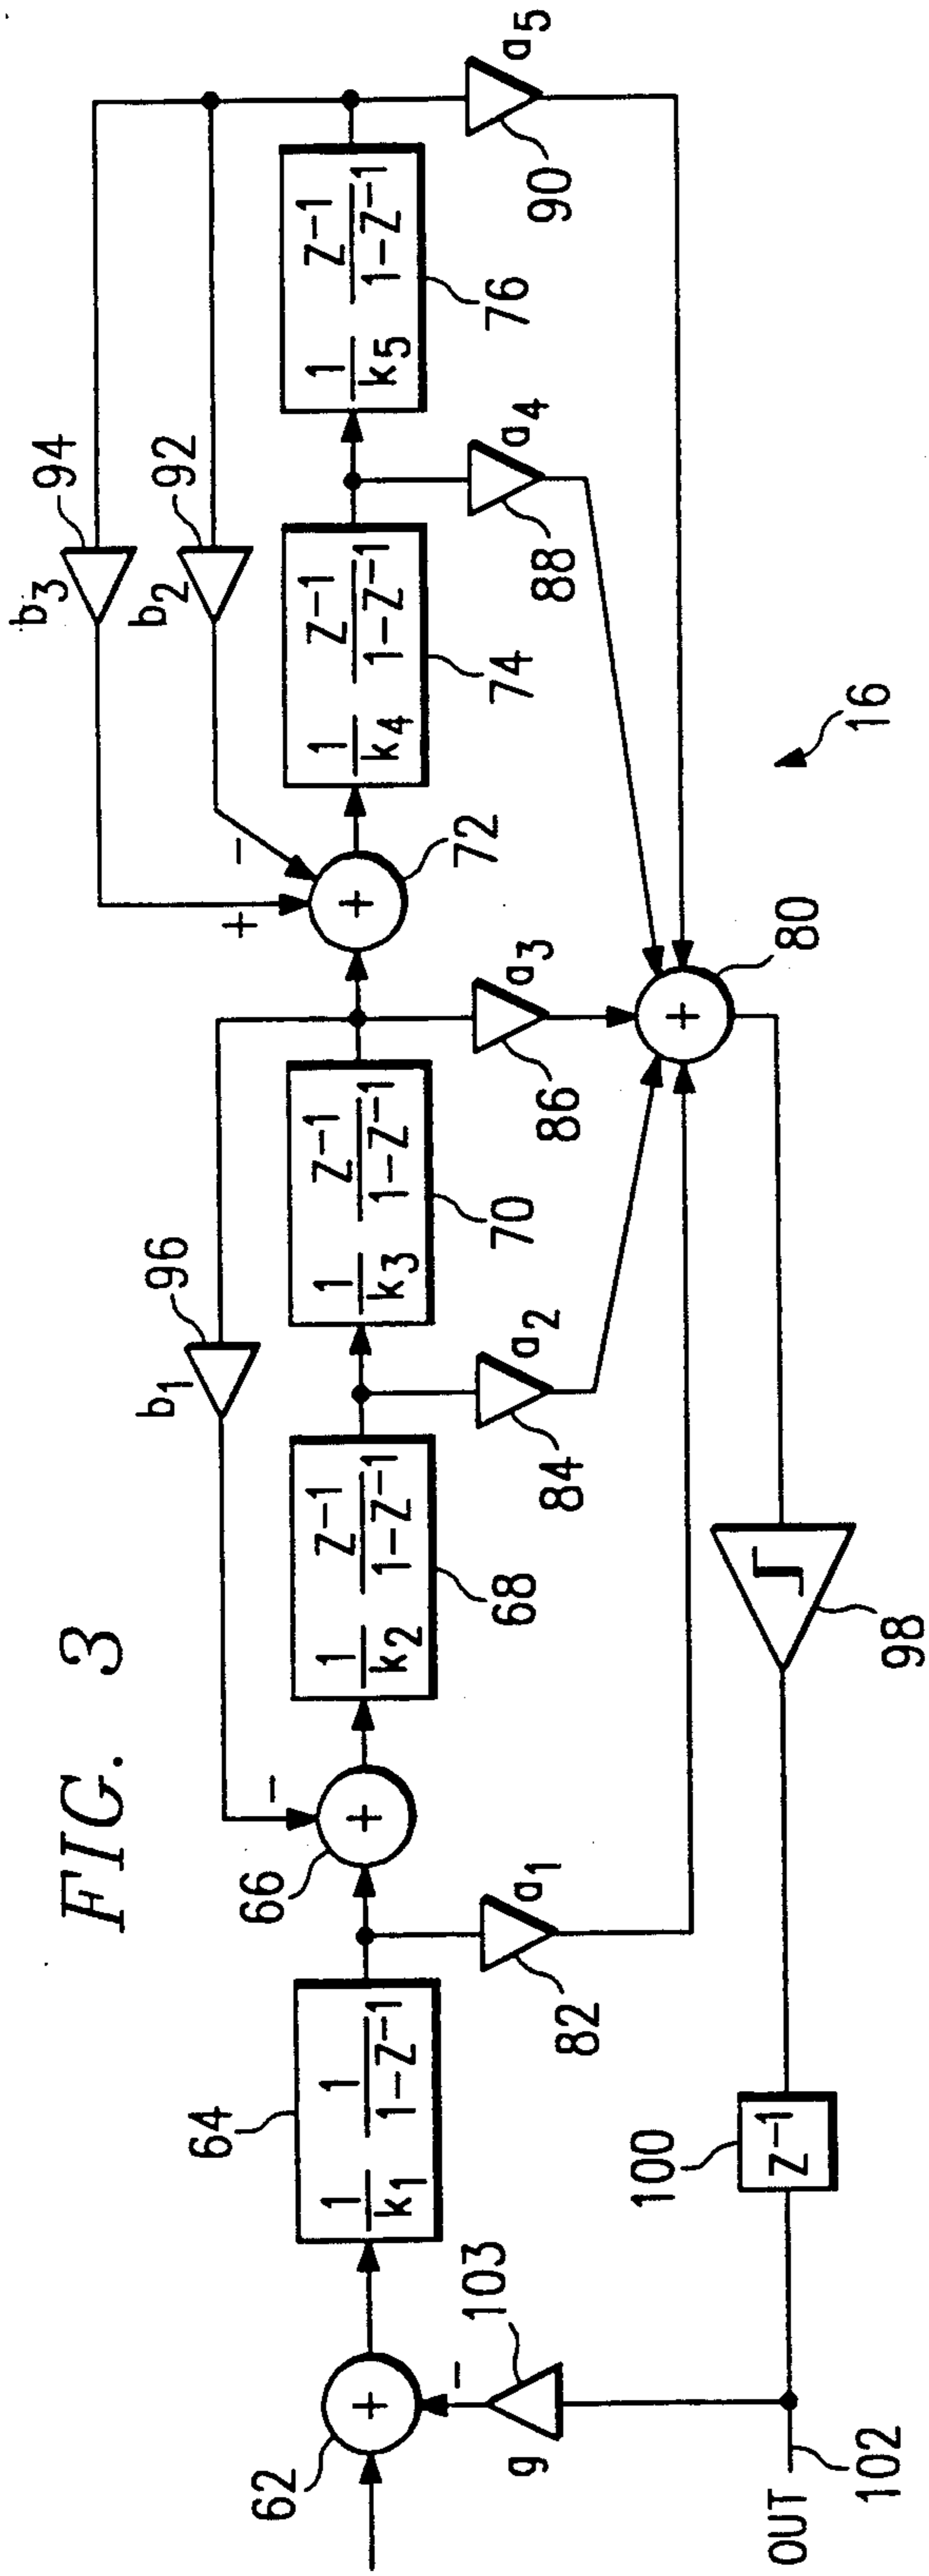 FIG. 3
94
b3
92
b2
96
b1
-
+
-
62
+
64
1/k1 1/1-Z-1
66
+
1/k2 Z-1/1-Z-1
68
1/k3 Z-1/1-Z-1
70
+
72
1/k4 Z-1/1-Z-1
74
1/k5 Z-1/1-Z-1
76
-
g
103
a1
82
a2
84
a3
86
a4
88
a5
90
+
80
16
100
Z-1
98
OUT
102